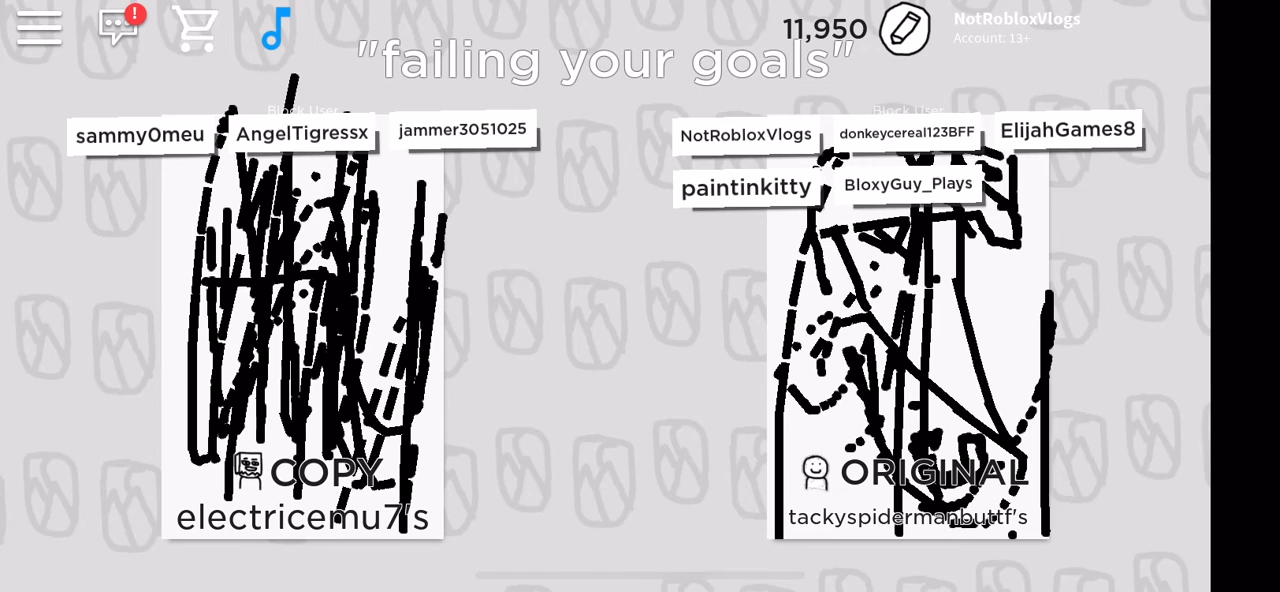 11,950
NotRobloxVlogs
Account: 13+
"failing your goals"
Block User
Block User
sammy0meu
AngelTigressx
jammer3051025
NotRobloxVlogs
donkeycereal123BFF
ElijahGames8
paintinkitty
BloxyGuy_Plays
COPY
electricemu7's
ORIGINAL
tackyspidermanbuttf's